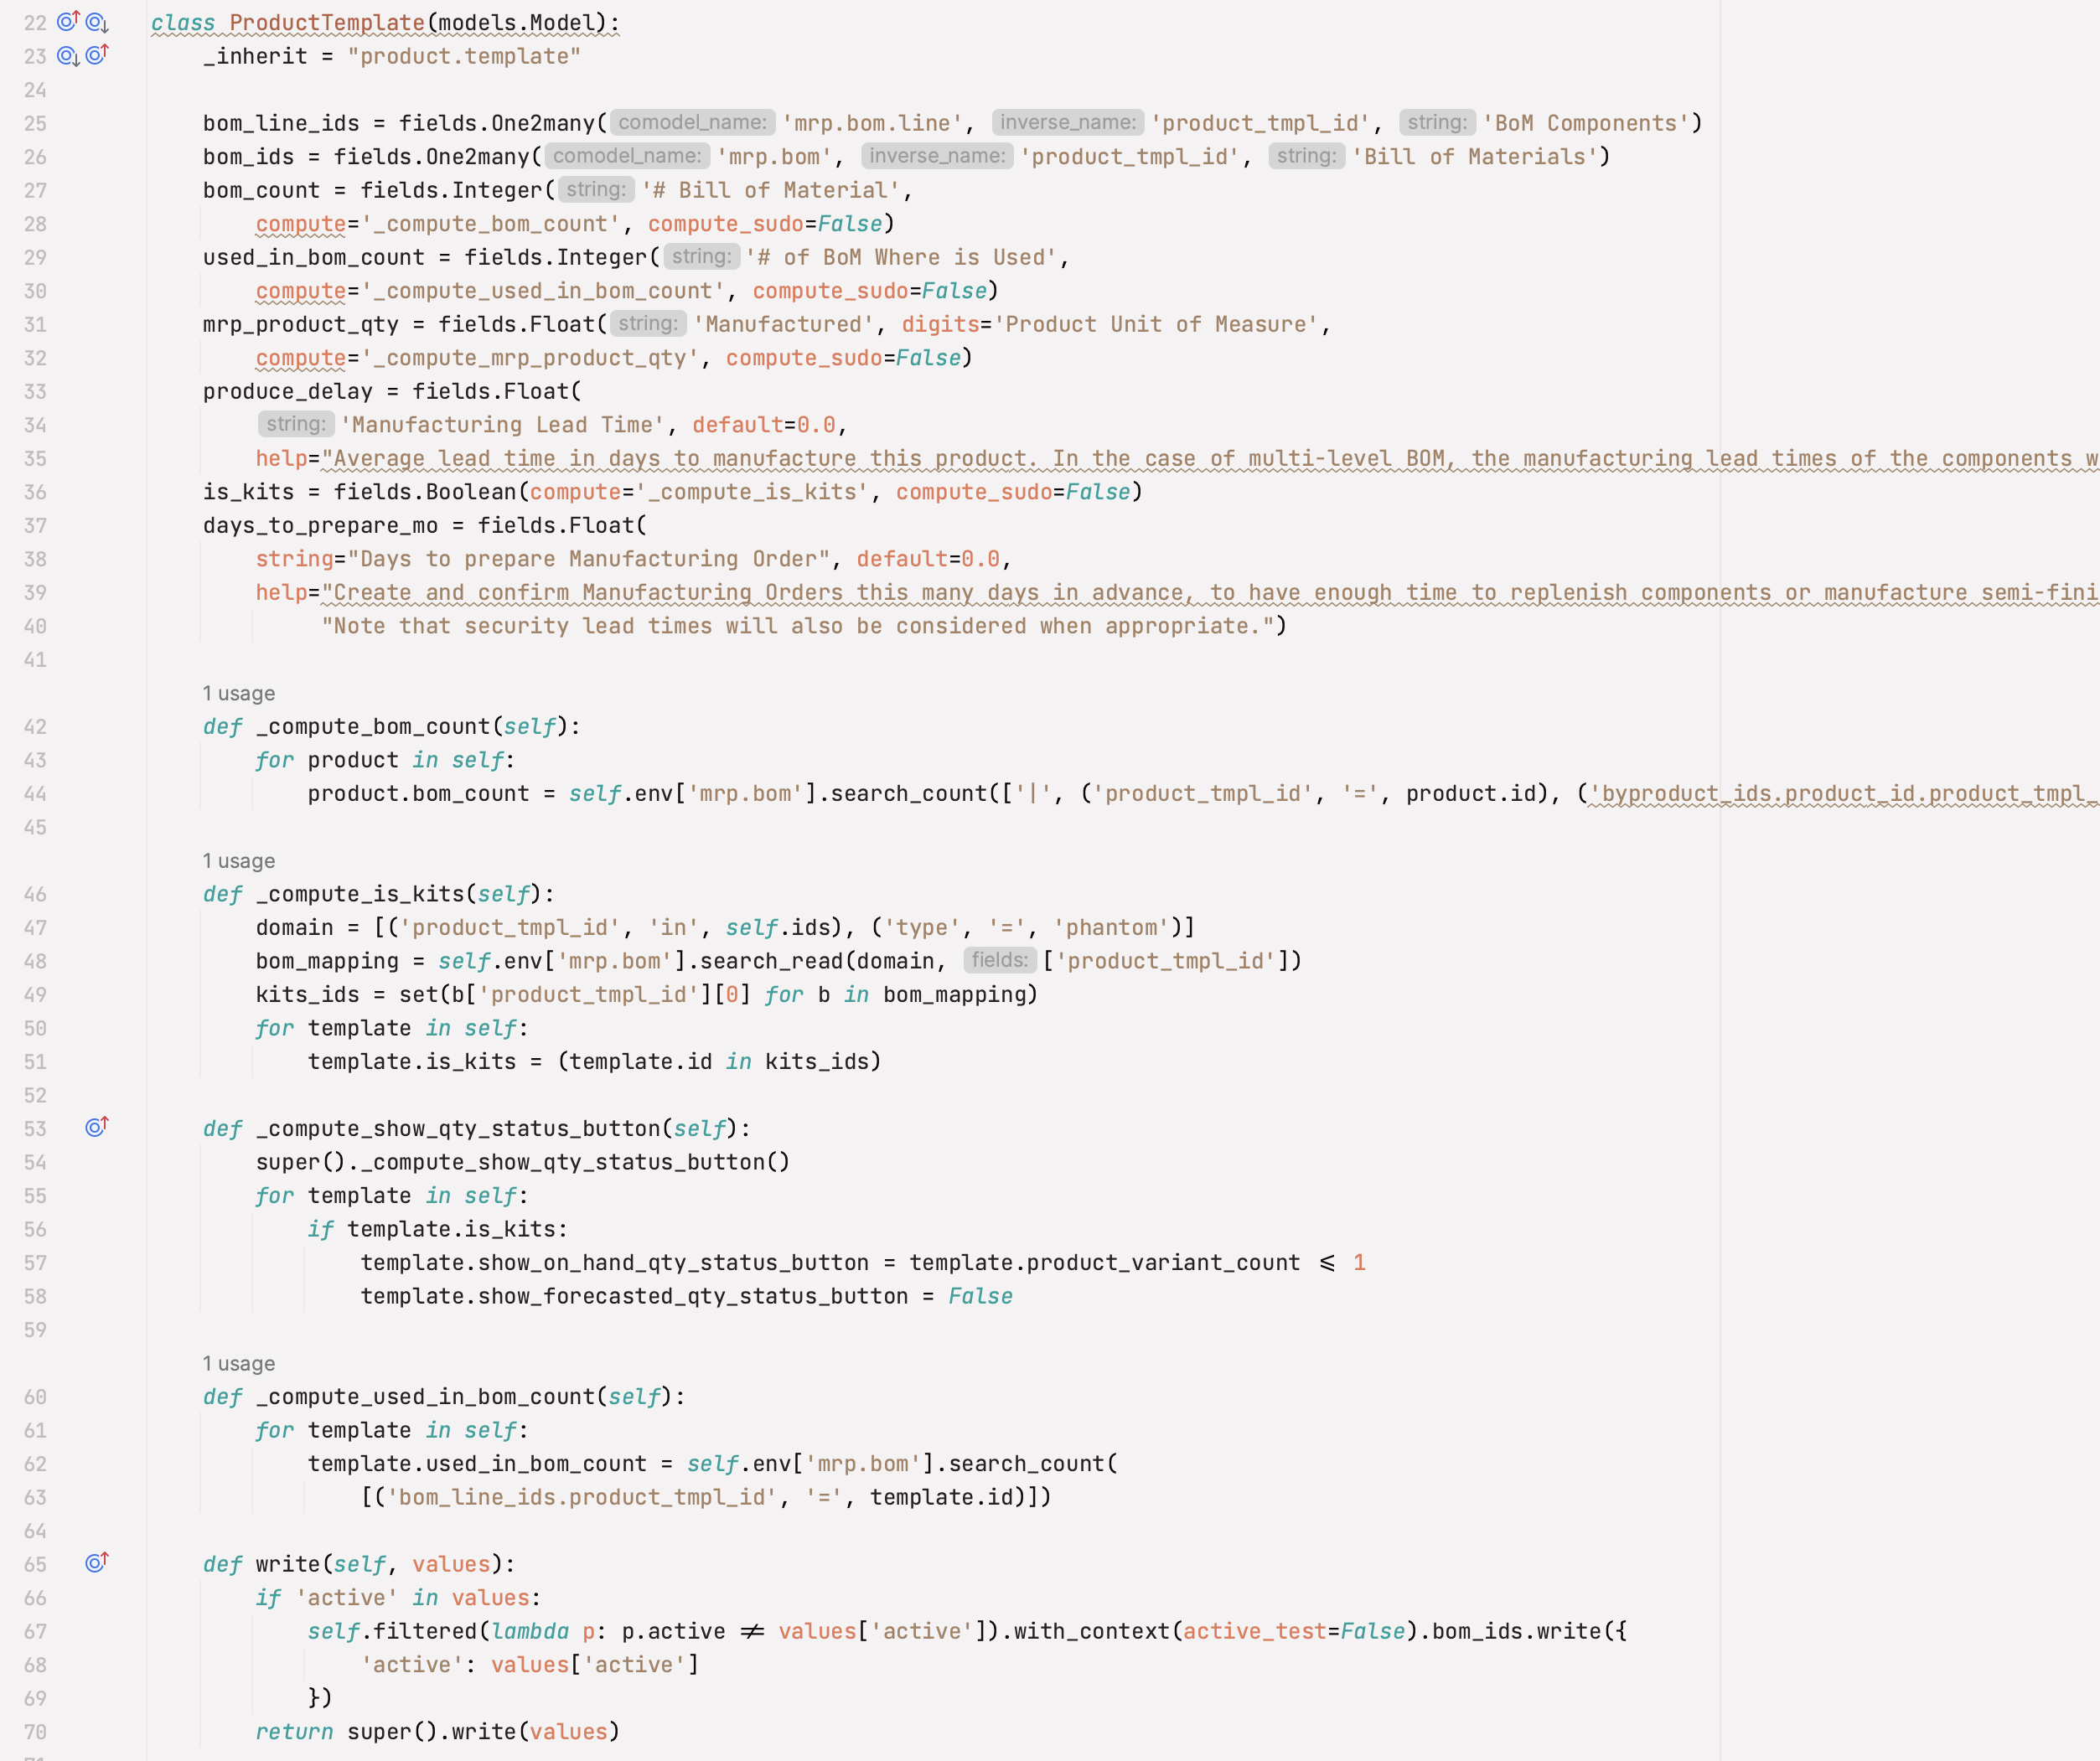 22 class ProductTemplate(models.Model):
23     _inherit = "product.template"
24
25     bom_line_ids = fields.One2many( comodel_name: 'mrp.bom.line', inverse_name: 'product_tmpl_id', string: 'BoM Components')
26     bom_ids = fields.One2many( comodel_name: 'mrp.bom', inverse_name: 'product_tmpl_id', string: 'Bill of Materials')
27     bom_count = fields.Integer( string: '# Bill of Material',
28         compute='_compute_bom_count', compute_sudo=False)
29     used_in_bom_count = fields.Integer( string: '# of BoM Where is Used',
30         compute='_compute_used_in_bom_count', compute_sudo=False)
31     mrp_product_qty = fields.Float( string: 'Manufactured', digits='Product Unit of Measure',
32         compute='_compute_mrp_product_qty', compute_sudo=False)
33     produce_delay = fields.Float(
34         string: 'Manufacturing Lead Time', default=0.0,
35         help="Average lead time in days to manufacture this product. In the case of multi-level BOM, the manufacturing lead times of the components w
36     is_kits = fields.Boolean(compute='_compute_is_kits', compute_sudo=False)
37     days_to_prepare_mo = fields.Float(
38         string="Days to prepare Manufacturing Order", default=0.0,
39         help="Create and confirm Manufacturing Orders this many days in advance, to have enough time to replenish components or manufacture semi-fini
40              "Note that security lead times will also be considered when appropriate.")
41
1 usage
42     def _compute_bom_count(self):
43         for product in self:
44             product.bom_count = self.env['mrp.bom'].search_count(['|', ('product_tmpl_id', '=', product.id), ('byproduct_ids.product_id.product_tmpl_
45
1 usage
46     def _compute_is_kits(self):
47         domain = [('product_tmpl_id', 'in', self.ids), ('type', '=', 'phantom')]
48         bom_mapping = self.env['mrp.bom'].search_read(domain, fields: ['product_tmpl_id'])
49         kits_ids = set(b['product_tmpl_id'][0] for b in bom_mapping)
50         for template in self:
51             template.is_kits = (template.id in kits_ids)
52
53     def _compute_show_qty_status_button(self):
54         super()._compute_show_qty_status_button()
55         for template in self:
56             if template.is_kits:
57                 template.show_on_hand_qty_status_button = template.product_variant_count ⩽ 1
58                 template.show_forecasted_qty_status_button = False
59
1 usage
60     def _compute_used_in_bom_count(self):
61         for template in self:
62             template.used_in_bom_count = self.env['mrp.bom'].search_count(
63                 [('bom_line_ids.product_tmpl_id', '=', template.id)])
64
65     def write(self, values):
66         if 'active' in values:
67             self.filtered(lambda p: p.active ≠ values['active']).with_context(active_test=False).bom_ids.write({
68                 'active': values['active']
69             })
70         return super().write(values)